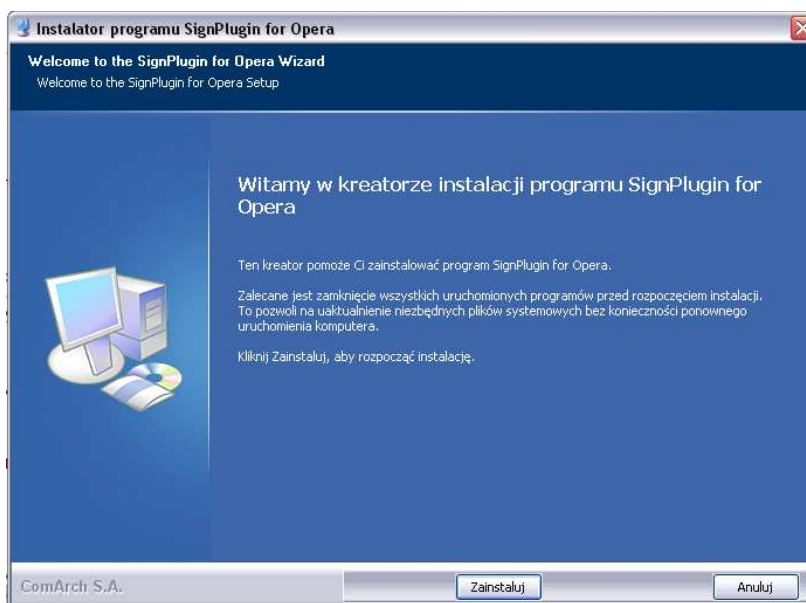 Instalator programu SignPlugin for Opera
Welcome to the SignPlugin for Opera Wizard
Welcome to the SignPlugin for Opera Setup
Witamy w kreatorze instalacji programu SignPlugin for
Opera
Ten kreator pomoże Ci zainstalować program SignPlugin for Opera.
Zalecane jest zamknięcie wszystkich uruchomionych programów przed rozpoczęciem instalacji.
To pozwoli na uaktualnienie niezbędnych plików systemowych bez konieczności ponownego
uruchomienia komputera.
Kliknij Zainstaluj, aby rozpocząć instalację.
ComArch S.A.
Zainstaluj
Anuluj